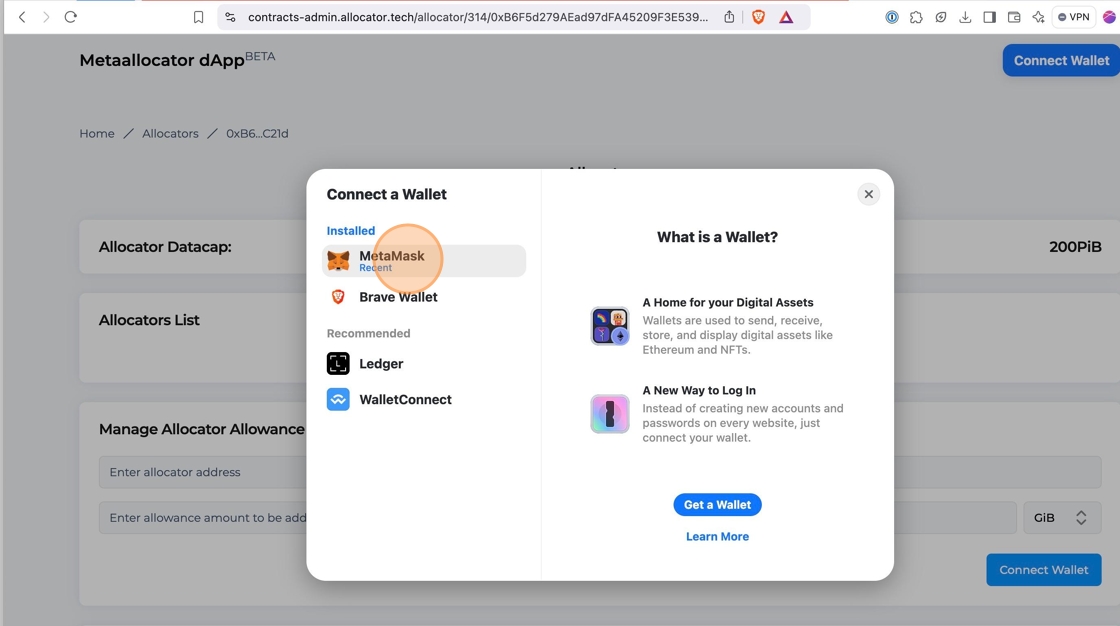 contracts-admin.allocator.tech/allocator/314/0xB6F5d279AEad97dFA45209F3E539...
VPN
Metaallocator dApp BETA
Connect Wallet
Home / Allocators / 0xB6...C21d
Connect a Wallet
Installed
MetaMask
Recent
Brave Wallet
Recommended
Ledger
WalletConnect
What is a Wallet?
A Home for your Digital Assets
Wallets are used to send, receive,
store, and display digital assets like
Ethereum and NFTs.
A New Way to Log In
Instead of creating new accounts and
passwords on every website, just
connect your wallet.
Get a Wallet
Learn More
Allocator Datacap:
200PiB
Allocators List
Manage Allocator Allowance
Enter allocator address
Enter allowance amount to be add
GiB
Connect Wallet